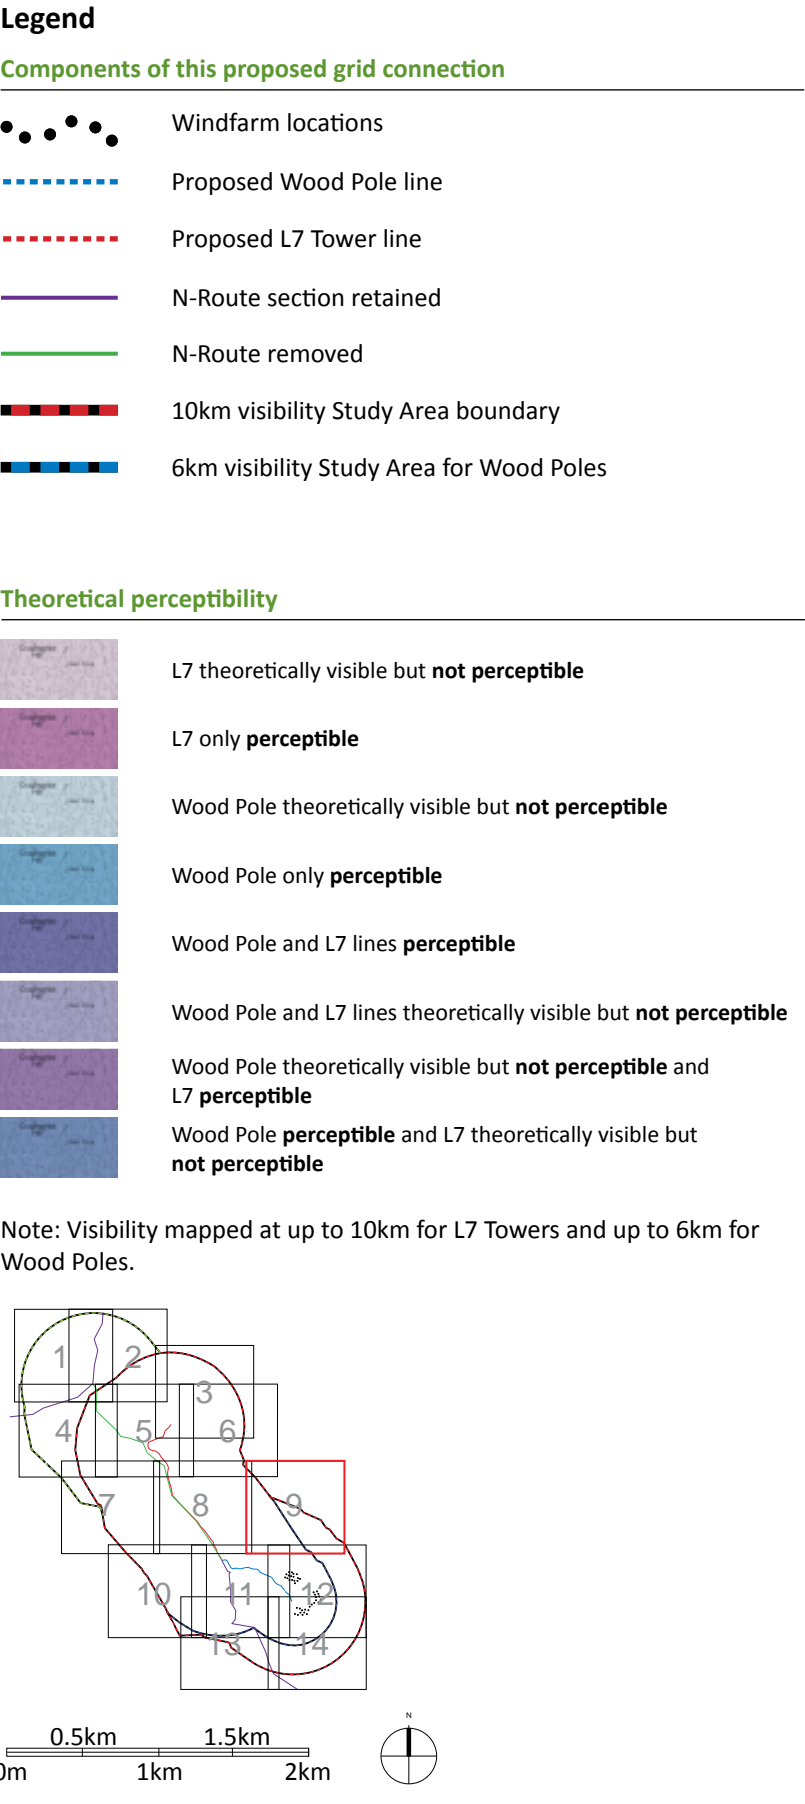 Legend
Components of this proposed grid connection
Windfarm locations
Proposed Wood Pole line
Proposed L7 Tower line
N-Route section retained
N-Route removed
10km visibility Study Area boundary
6km visibility Study Area for Wood Poles
Theoretical perceptibility
L7 theoretically visible but not perceptible
L7 only perceptible
Wood Pole theoretically visible but not perceptible
Wood Pole only perceptible
Wood Pole and L7 lines perceptible
Wood Pole and L7 lines theoretically visible but not perceptible
Wood Pole theoretically visible but not perceptible and
L7 perceptible
Wood Pole perceptible and L7 theoretically visible but
not perceptible
Note: Visibility mapped at up to 10km for L7 Towers and up to 6km for
Wood Poles.
1
2
3
4
5
6
7
8
9
10
11
12
13
14
N
0.5km 1.5km
0m 1km 2km